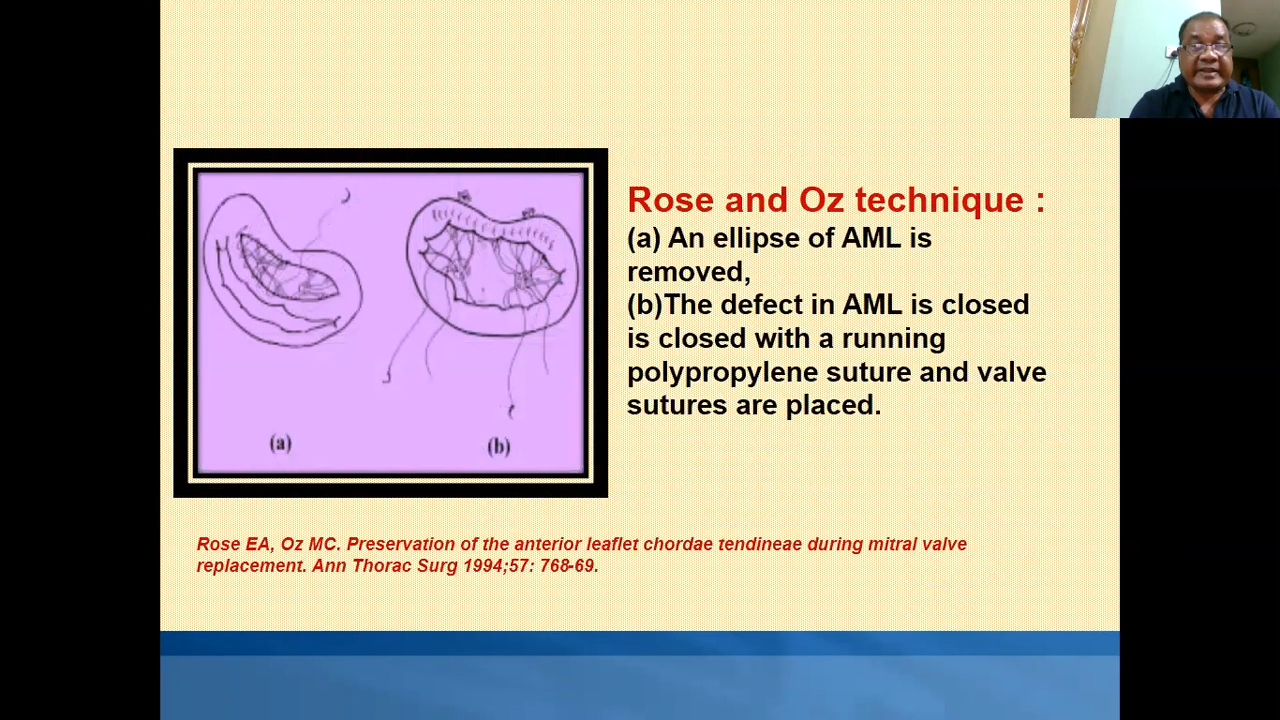 Rose and Oz technique :
(a) An ellipse of AML is
removed,
(b)The defect in AML is closed
is closed with a running
polypropylene suture and valve
sutures are placed.
(a)
(b)
Rose EA, Oz MC. Preservation of the anterior leaflet chordae tendineae during mitral valve
replacement. Ann Thorac Surg 1994;57: 768-69.